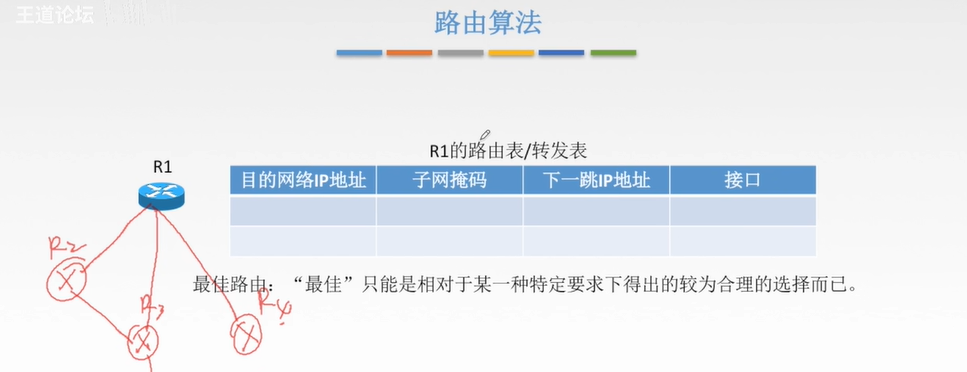 王道论坛
路由算法
R1的路由表/转发表
R1
目的网络IP地址 子网掩码 下一跳IP地址 接口
R2
最佳路由：“最佳”只能是相对于某一种特定要求下得出的较为合理的选择而已。
R3
R4